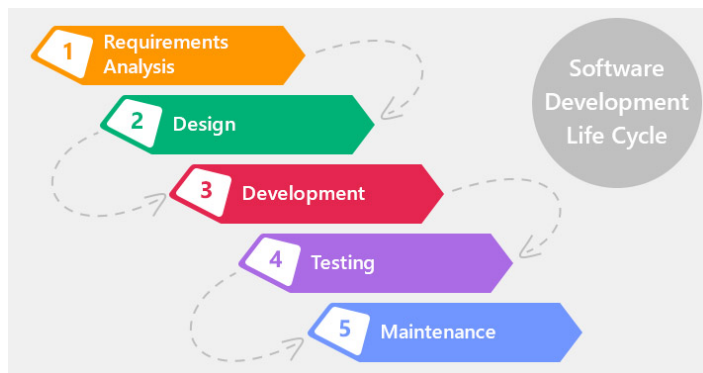 1
Requirements
Analysis
2
Design
3
Development
4
Testing
5
Maintenance
Software
Development
Life Cycle